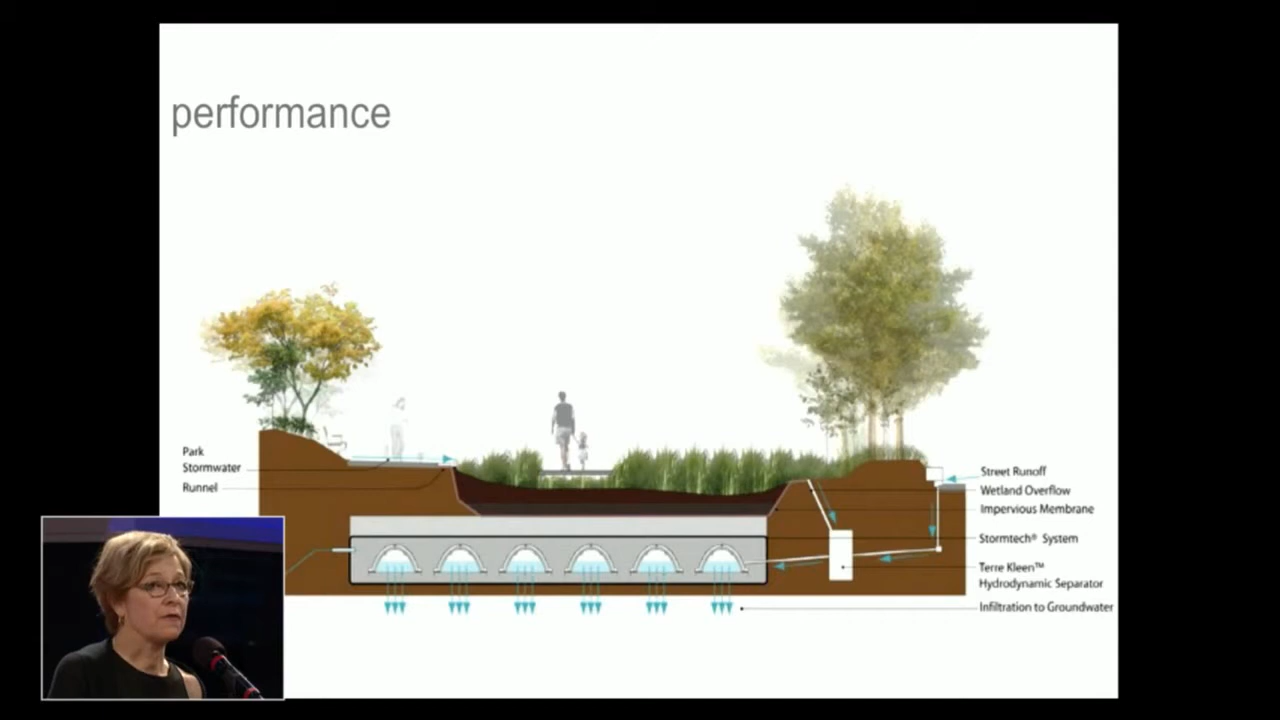 performance
Park
Stormwater
Runnel
Street Runoff
Wetland Overflow
Impervious Membrane
Stormtech® System
Terre Kleen™
Hydrodynamic Separator
Infiltration to Groundwater